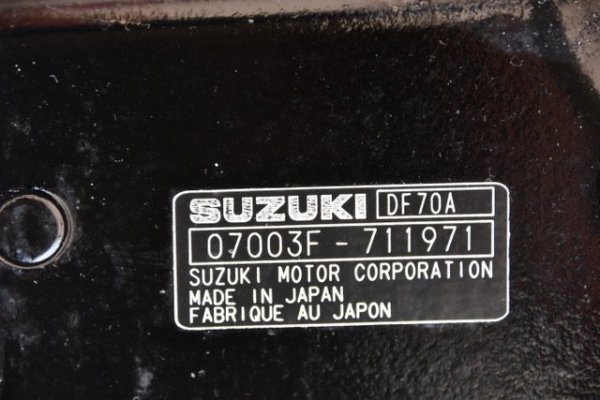 SUZUKI DF70A
07003F-711971
SUZUKI MOTOR CORPORATION
MADE IN JAPAN
FABRIQUE AU JAPON